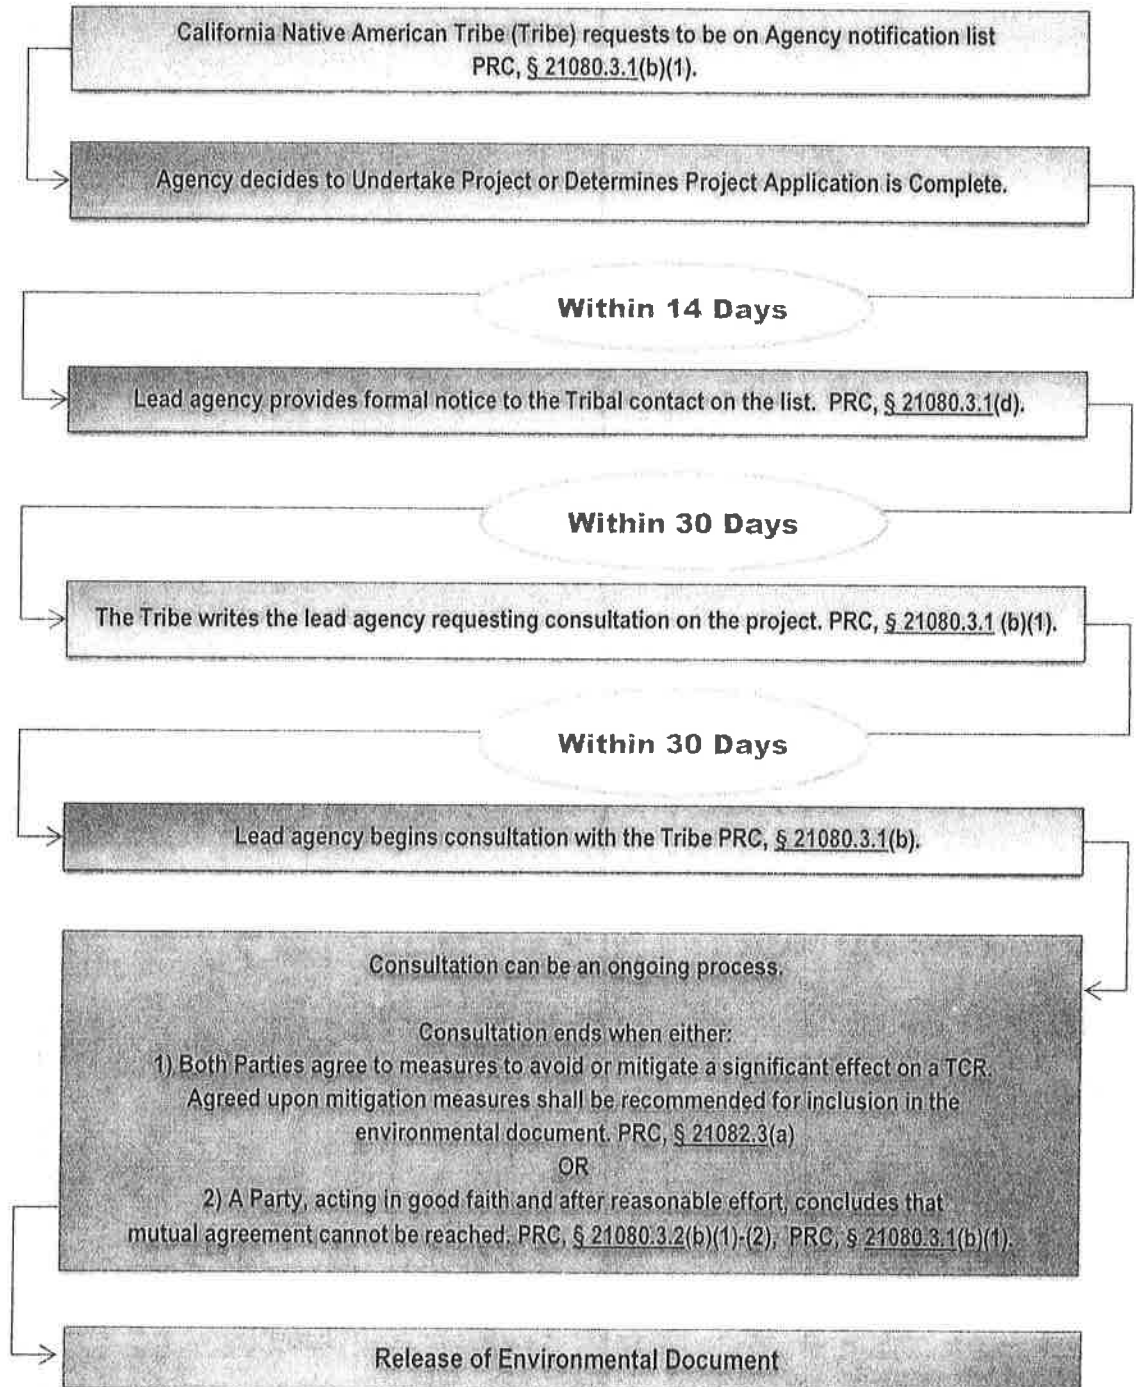 California Native American Tribe (Tribe) requests to be on Agency notification list
PRC, § 21080.3.1(b)(1).
Agency decides to Undertake Project or Determines Project Application is Complete.
Within 14 Days
Lead agency provides formal notice to the Tribal contact on the list. PRC, § 21080.3.1(d).
Within 30 Days
The Tribe writes the lead agency requesting consultation on the project. PRC, § 21080.3.1 (b)(1).
Within 30 Days
Lead agency begins consultation with the Tribe PRC, § 21080.3.1(b).
Consultation can be an ongoing process.
Consultation ends when either:
1) Both Parties agree to measures to avoid or mitigate a significant effect on a TCR.
Agreed upon mitigation measures shall be recommended for inclusion in the
environmental document. PRC, § 21082.3(a)
OR
2) A Party, acting in good faith and after reasonable effort, concludes that
mutual agreement cannot be reached. PRC, § 21080.3.2(b)(1)-(2), PRC, § 21080.3.1(b)(1).
Release of Environmental Document